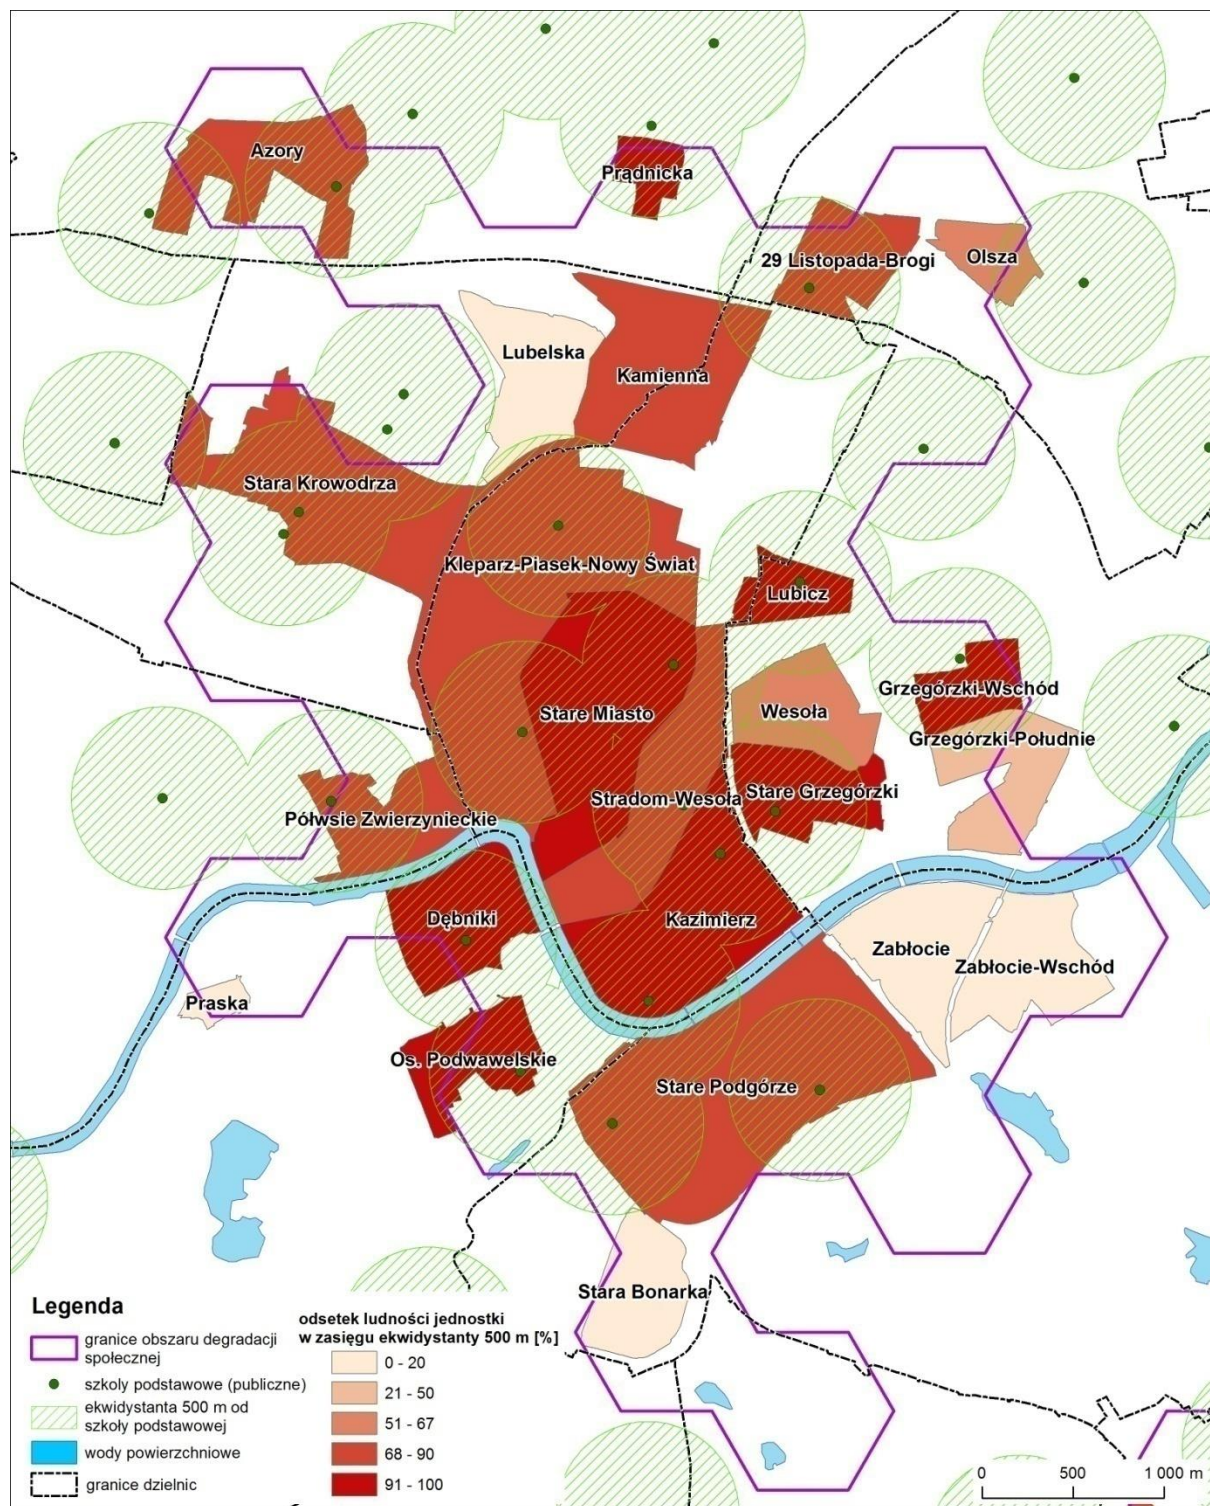 Azory
Prądnicka
29 Listopada-Brogi
Olsza
Lubelska
Kamienna
Stara Krowodrza
Kleparz-Piasek-Nowy Świat
Lubicz
Grzegórzki-Wschód
Stare Miasto
Wesoła
Grzegórzki-Południe
Stradom-Wesoła
Stare Grzegórzki
Półwsie Zwierzynieckie
Dębniki
Kazimierz
Zabłocie
Zabłocie-Wschód
Praska
Os. Podwawelskie
Stare Podgórze
Stara Bonarka
Legenda
granice obszaru degradacji
społecznej
szkoly podstawowe (publiczne)
ekwidystanta 500 m od
szkoły podstawowej
wody powierzchniowe
granice dzielnic
odsetek ludności jednostki
w zasięgu ekwidystanty 500 m [%]
0 - 20
21 - 50
51 - 67
68 - 90
91 - 100
0 500 1 000 m